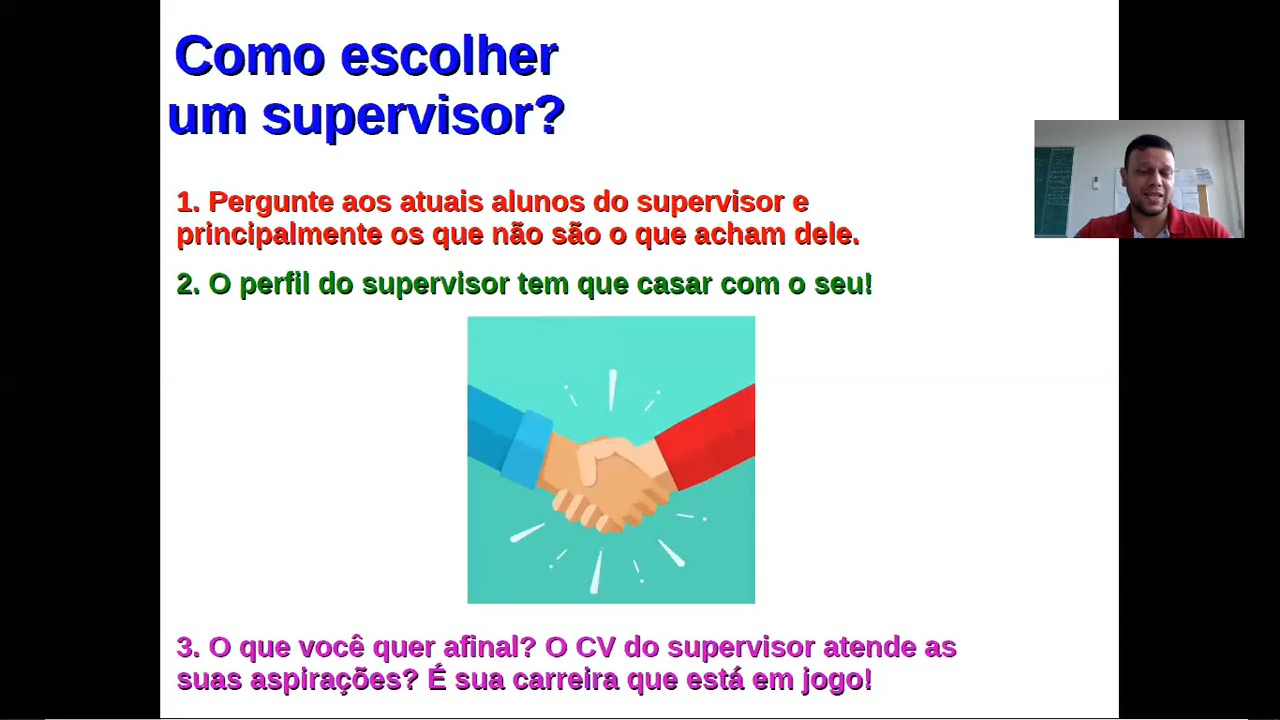 Como escolher
um supervisor?
1. Pergunte aos atuais alunos do supervisor e
principalmente os que não são o que acham dele.
2. O perfil do supervisor tem que casar com o seu!
3. O que você quer afinal? O CV do supervisor atende as
suas aspirações? É sua carreira que está em jogo!